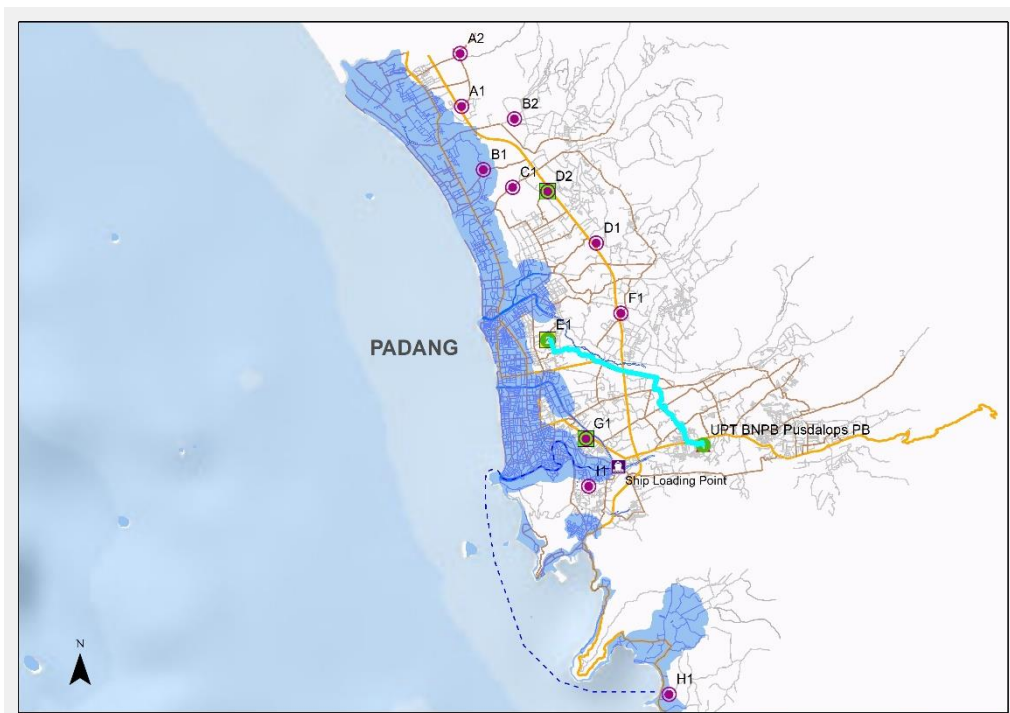 A2
A1
B2
B1
C1
D2
D1
F1
E1
PADANG
G1
UPT BNPB Pusdalops PB
I1
Ship Loading Point
N
H1